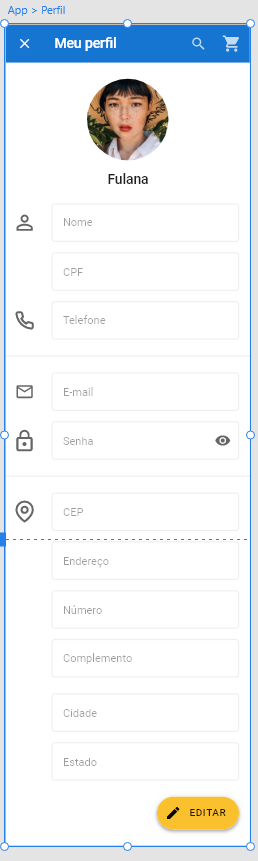 App > Perfil
Meu perfil
Fulana
Nome
CPF
Telefone
E-mail
Senha
CEP
Endereço
Número
Complemento
Cidade
Estado
EDITAR